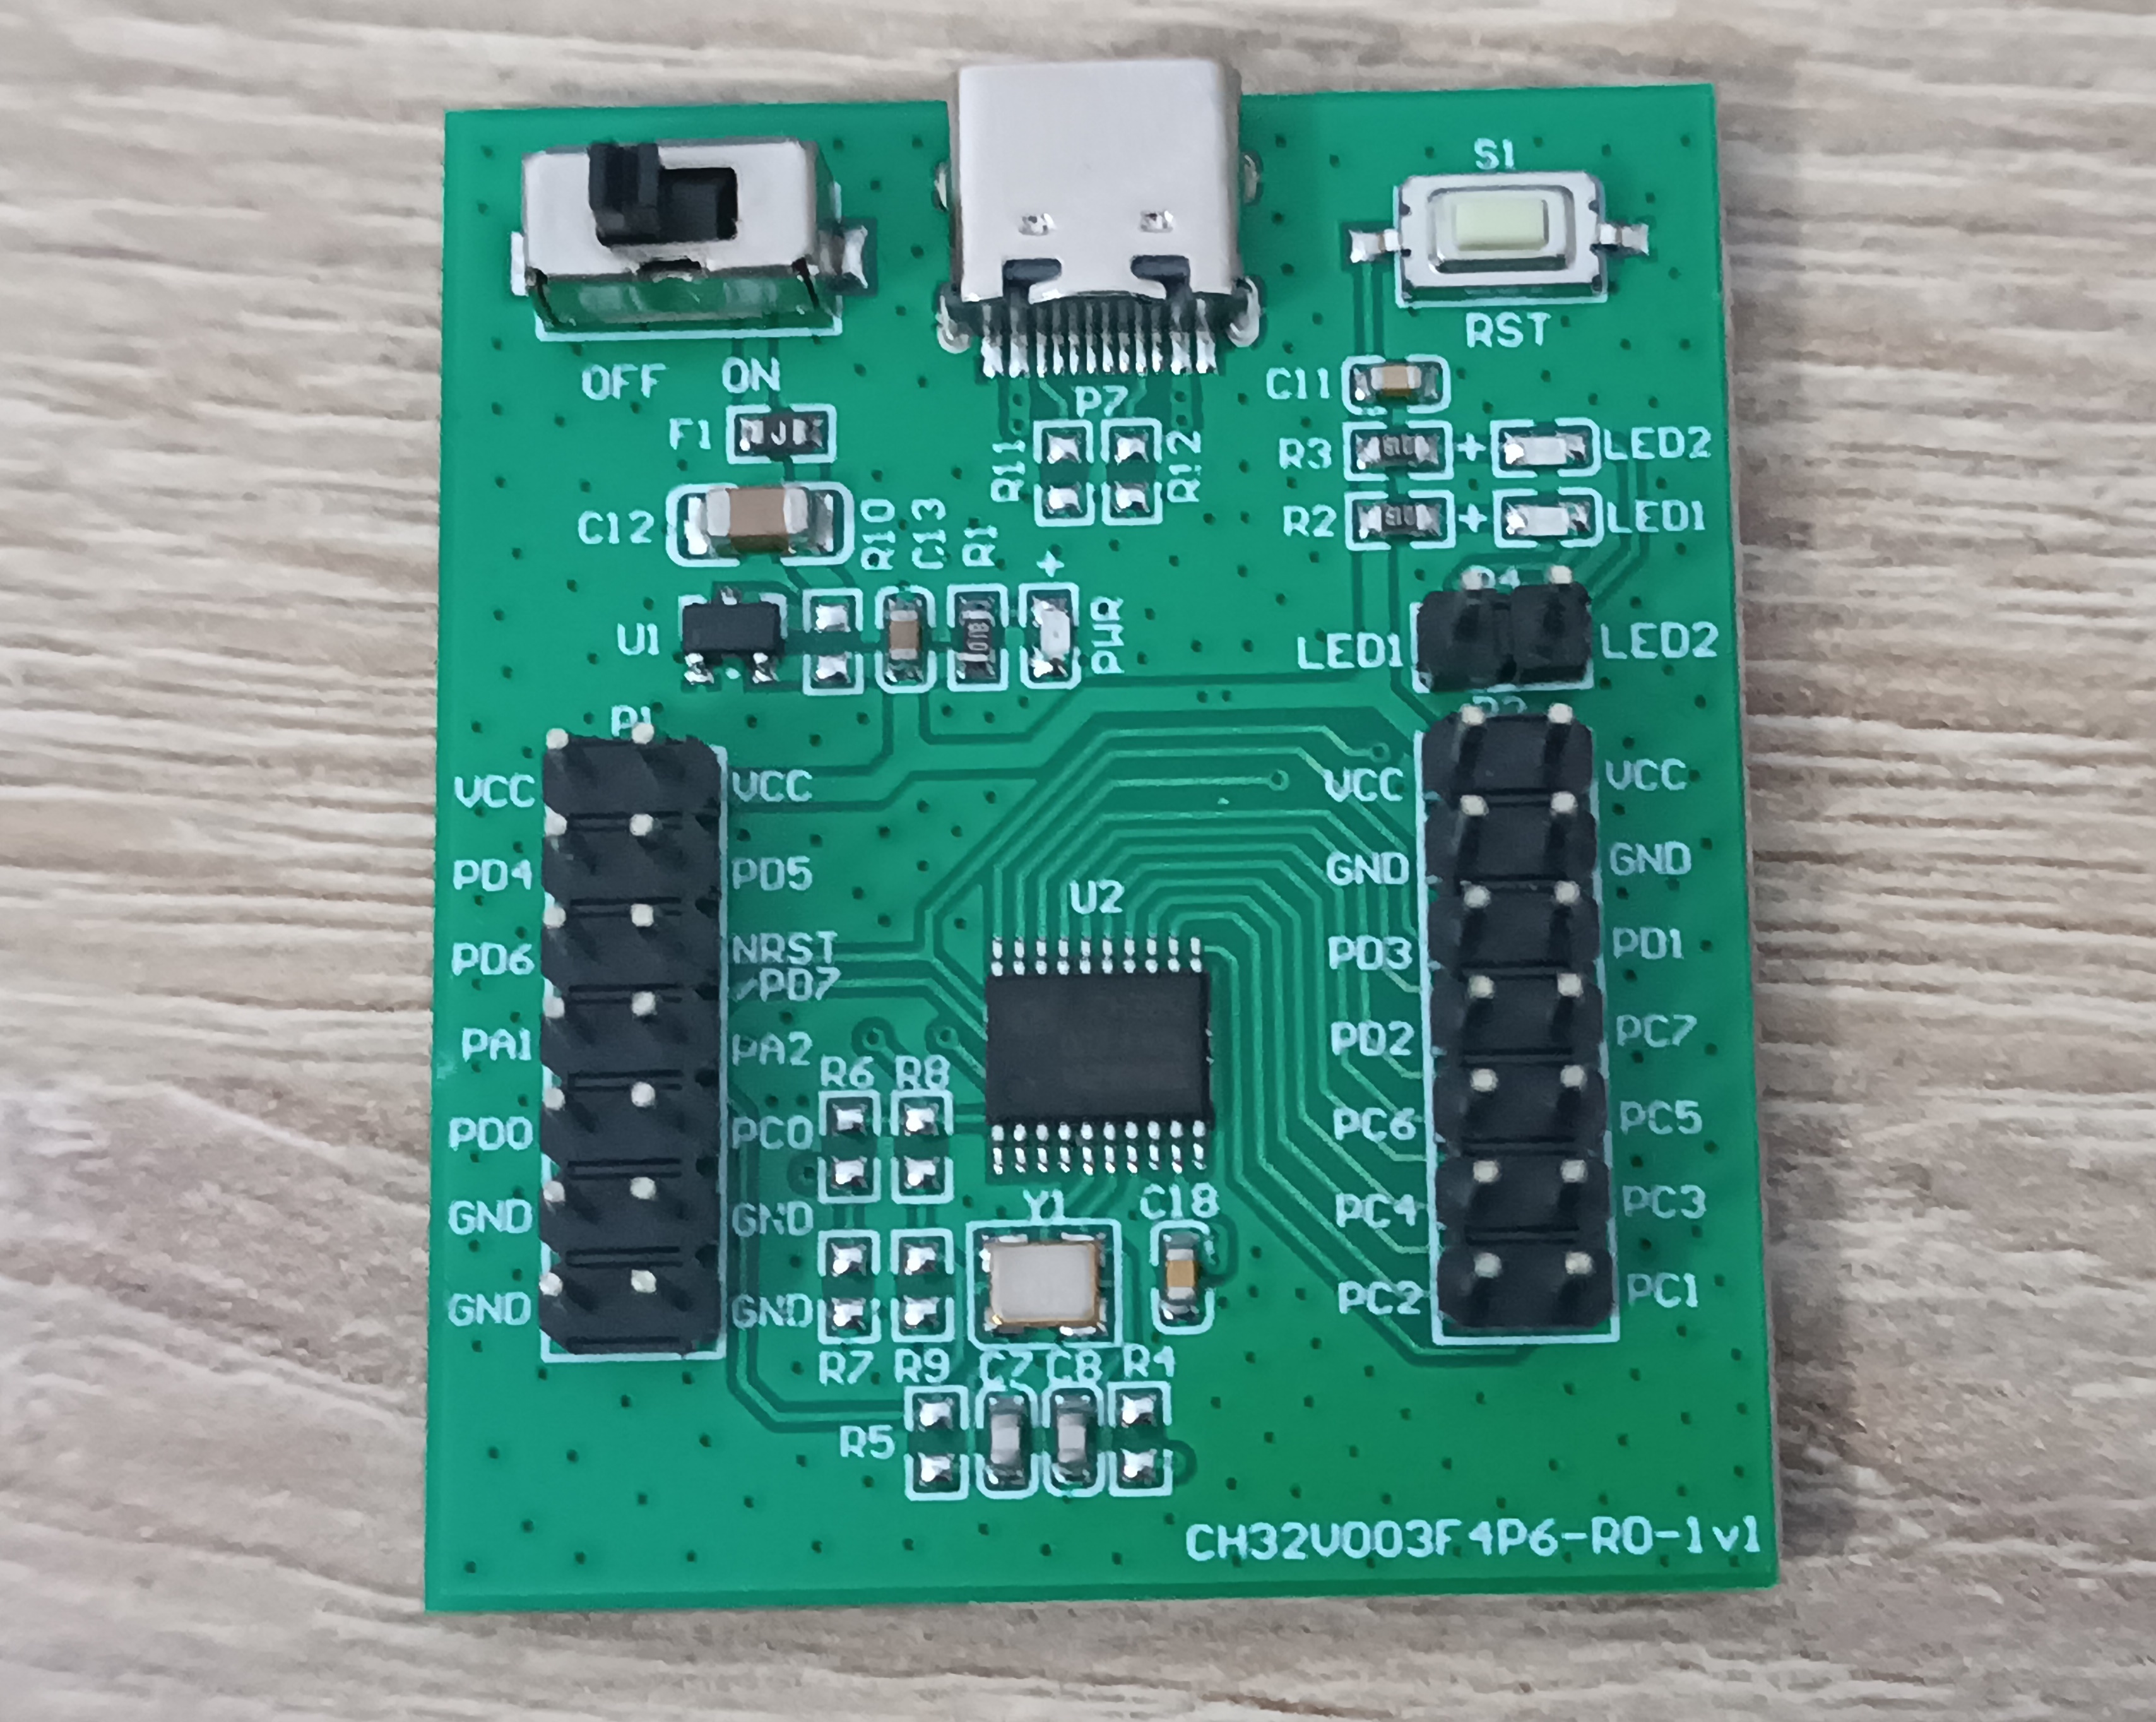 S1
RST
OFF ON
P7
C11
F1
R11
R12
R3 + LED2
C12
R10
C13
R1
R2 + LED1
+
U1
PWR
LED1 LED2
P1
VCC VCC
VCC VCC
PD4 PD5
GND GND
U2
PD6 NRST
/PD7
PD3 PD1
PA1 PA2
PD2 PC7
R6 R8
PD0 PC0
PC6 PC5
Y1 C18
GND GND
PC4 PC3
GND GND
PC2 PC1
R7 R9 C7 C8 R4
R5
CH32V003F4P6-R0-1v1